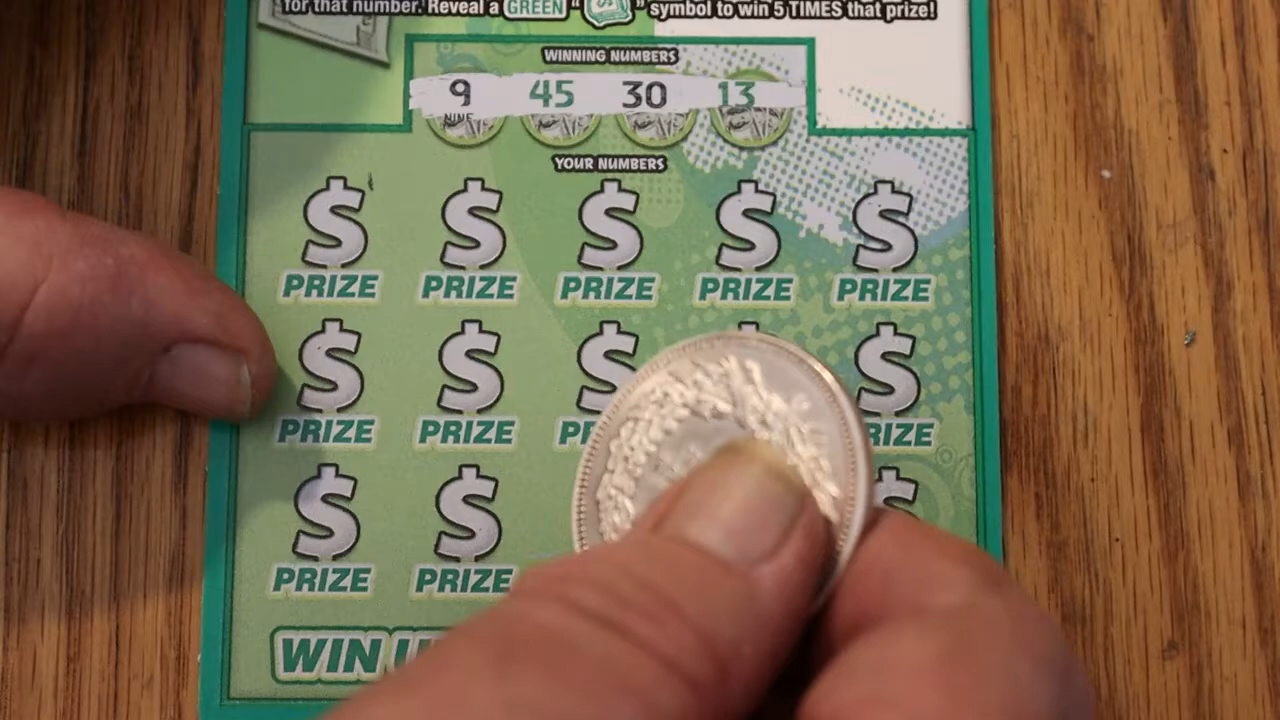 for that number. Reveal a GREEN " " symbol to win 5 TIMES that prize!
WINNING NUMBERS
9 45 30 13
NINE
YOUR NUMBERS
$ $ $ $ $
PRIZE PRIZE PRIZE PRIZE PRIZE
$ $ $ $
PRIZE PRIZE
$ $
PRIZE PRIZE
WIN